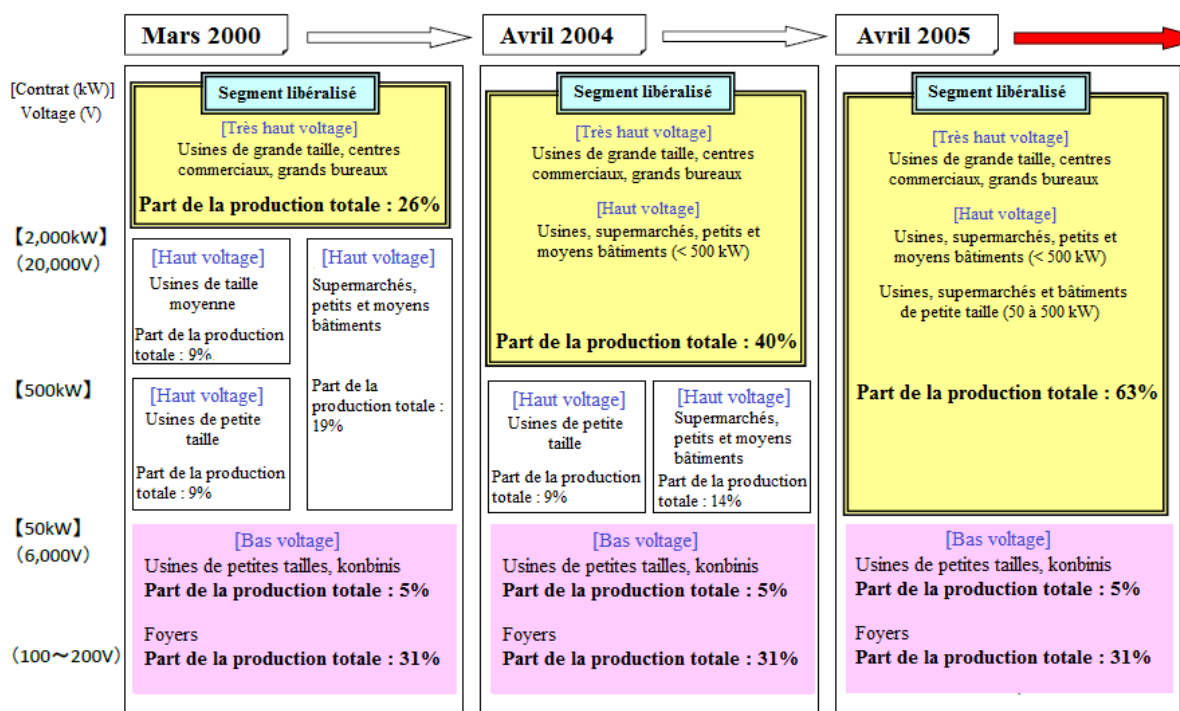 Mars 2000
Avril 2004
Avril 2005
[Contrat (kW)]
Voltage (V)
【2,000kW】
（20,000V）
【500kW】
【50kW】
（6,000V）
（100～200V）
Segment libéralisé
[Très haut voltage]
Usines de grande taille, centres
commerciaux, grands bureaux
Part de la production totale : 26%
[Haut voltage]
Usines de taille
moyenne
Part de la production
totale : 9%
[Haut voltage]
Supermarchés,
petits et moyens
bâtiments
Part de la
production totale :
19%
[Haut voltage]
Usines de petite
taille
Part de la production
totale : 9%
[Bas voltage]
Usines de petites tailles, konbinis
Part de la production totale : 5%
Foyers
Part de la production totale : 31%
Segment libéralisé
[Très haut voltage]
Usines de grande taille, centres
commerciaux, grands bureaux
[Haut voltage]
Usines, supermarchés, petits et
moyens bâtiments (< 500 kW)
Part de la production totale : 40%
[Haut voltage]
Usines de petite
taille
Part de la production
totale : 9%
[Haut voltage]
Supermarchés,
petits et moyens
bâtiments
Part de la production
totale : 14%
[Bas voltage]
Usines de petites tailles, konbinis
Part de la production totale : 5%
Foyers
Part de la production totale : 31%
Segment libéralisé
[Très haut voltage]
Usines de grande taille, centres
commerciaux, grands bureaux
[Haut voltage]
Usines, supermarchés, petits et
moyens bâtiments (< 500 kW)
Usines, supermarchés et bâtiments
de petite taille (50 à 500 kW)
Part de la production totale : 63%
[Bas voltage]
Usines de petites tailles, konbinis
Part de la production totale : 5%
Foyers
Part de la production totale : 31%